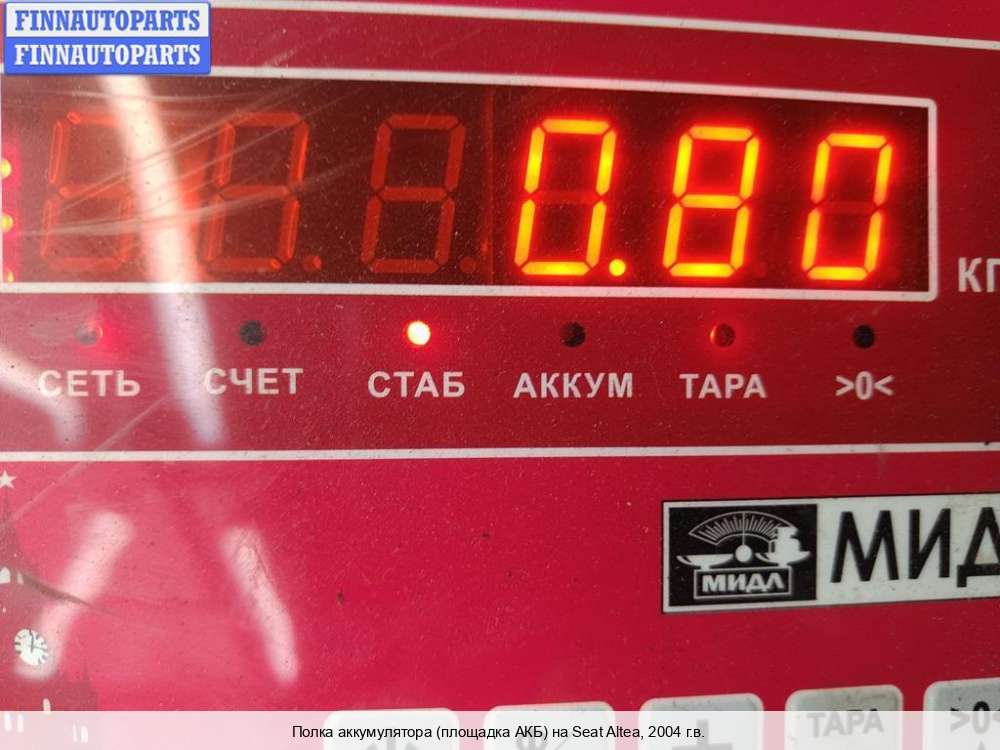 FINNAUTOPARTS
FINNAUTOPARTS
0.80
КГ
СЕТЬ СЧЕТ СТАБ АККУМ ТАРА >0<
МИДЛ
МИД
ТАРА >0<
Полка аккумулятора (площадка АКБ) на Seat Altea, 2004 г.в.